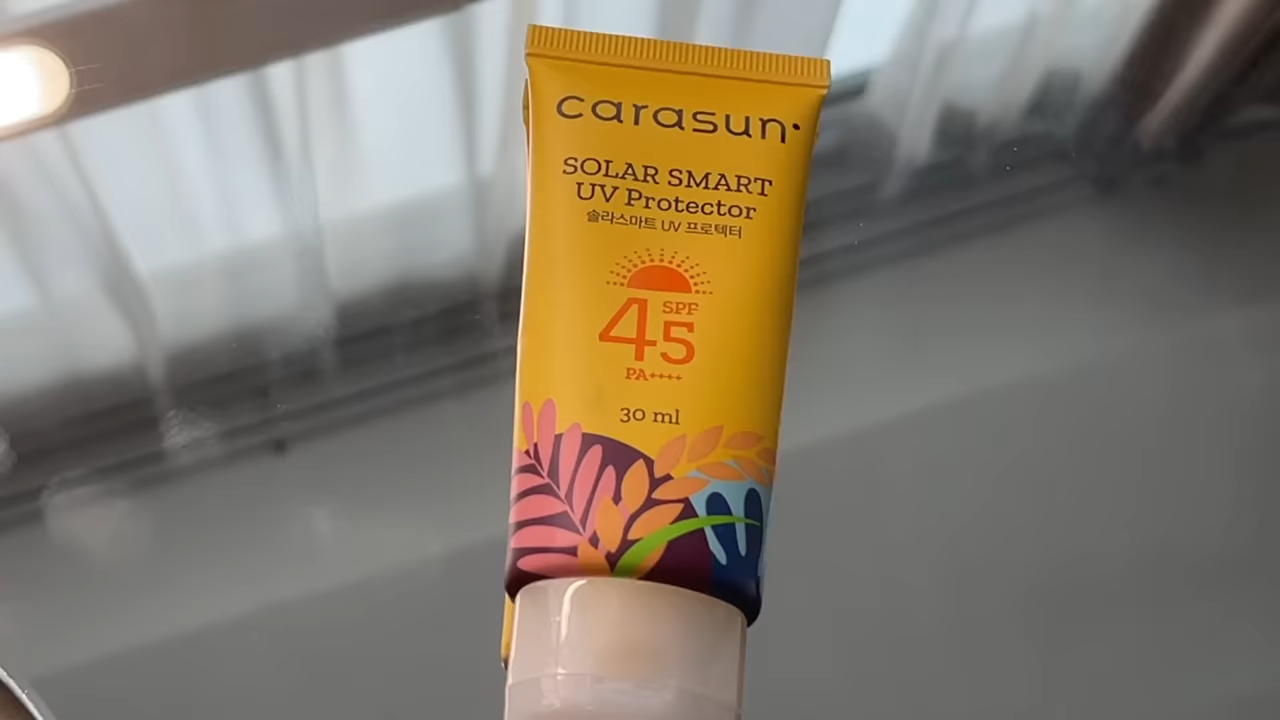 carasun
SOLAR SMART
UV Protector
솔라스마트 UV 프로텍터
SPF
45
PA++++
30 ml